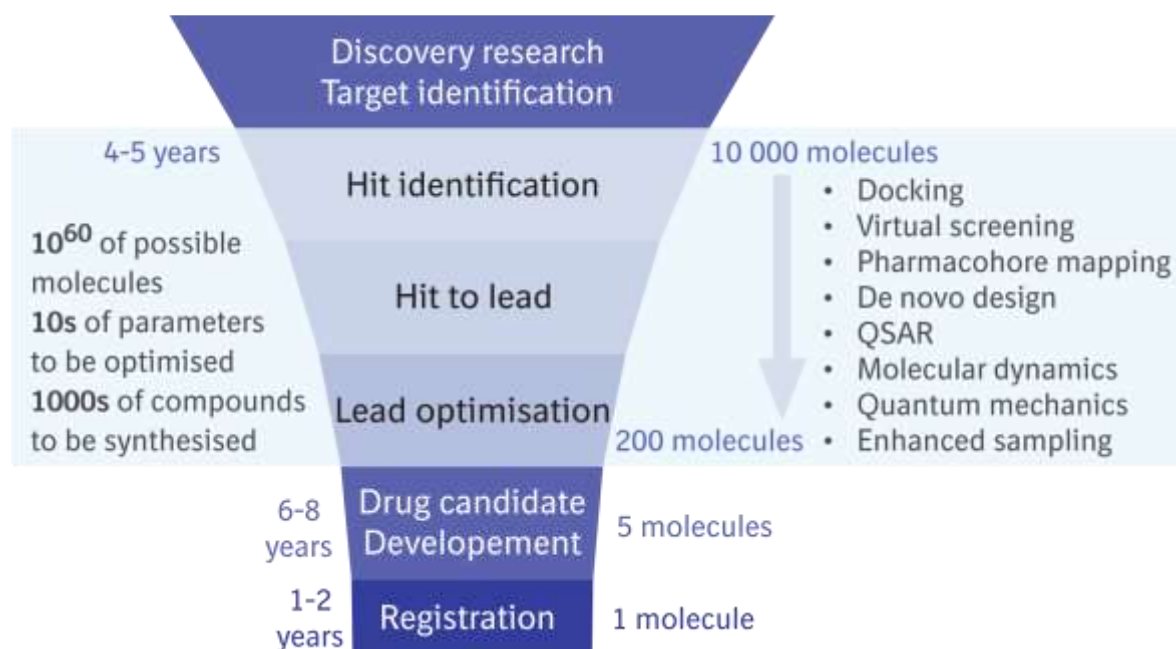 Discovery research
Target identification
4-5 years
Hit identification
10 000 molecules
10⁶⁰ of possible
molecules
10s of parameters
to be optimised
1000s of compounds
to be synthesised
Hit to lead
Lead optimisation
• Docking
• Virtual screening
• Pharmacohore mapping
• De novo design
• QSAR
• Molecular dynamics
• Quantum mechanics
• Enhanced sampling
200 molecules
6-8
years
Drug candidate
Developement
5 molecules
1-2
years
Registration
1 molecule